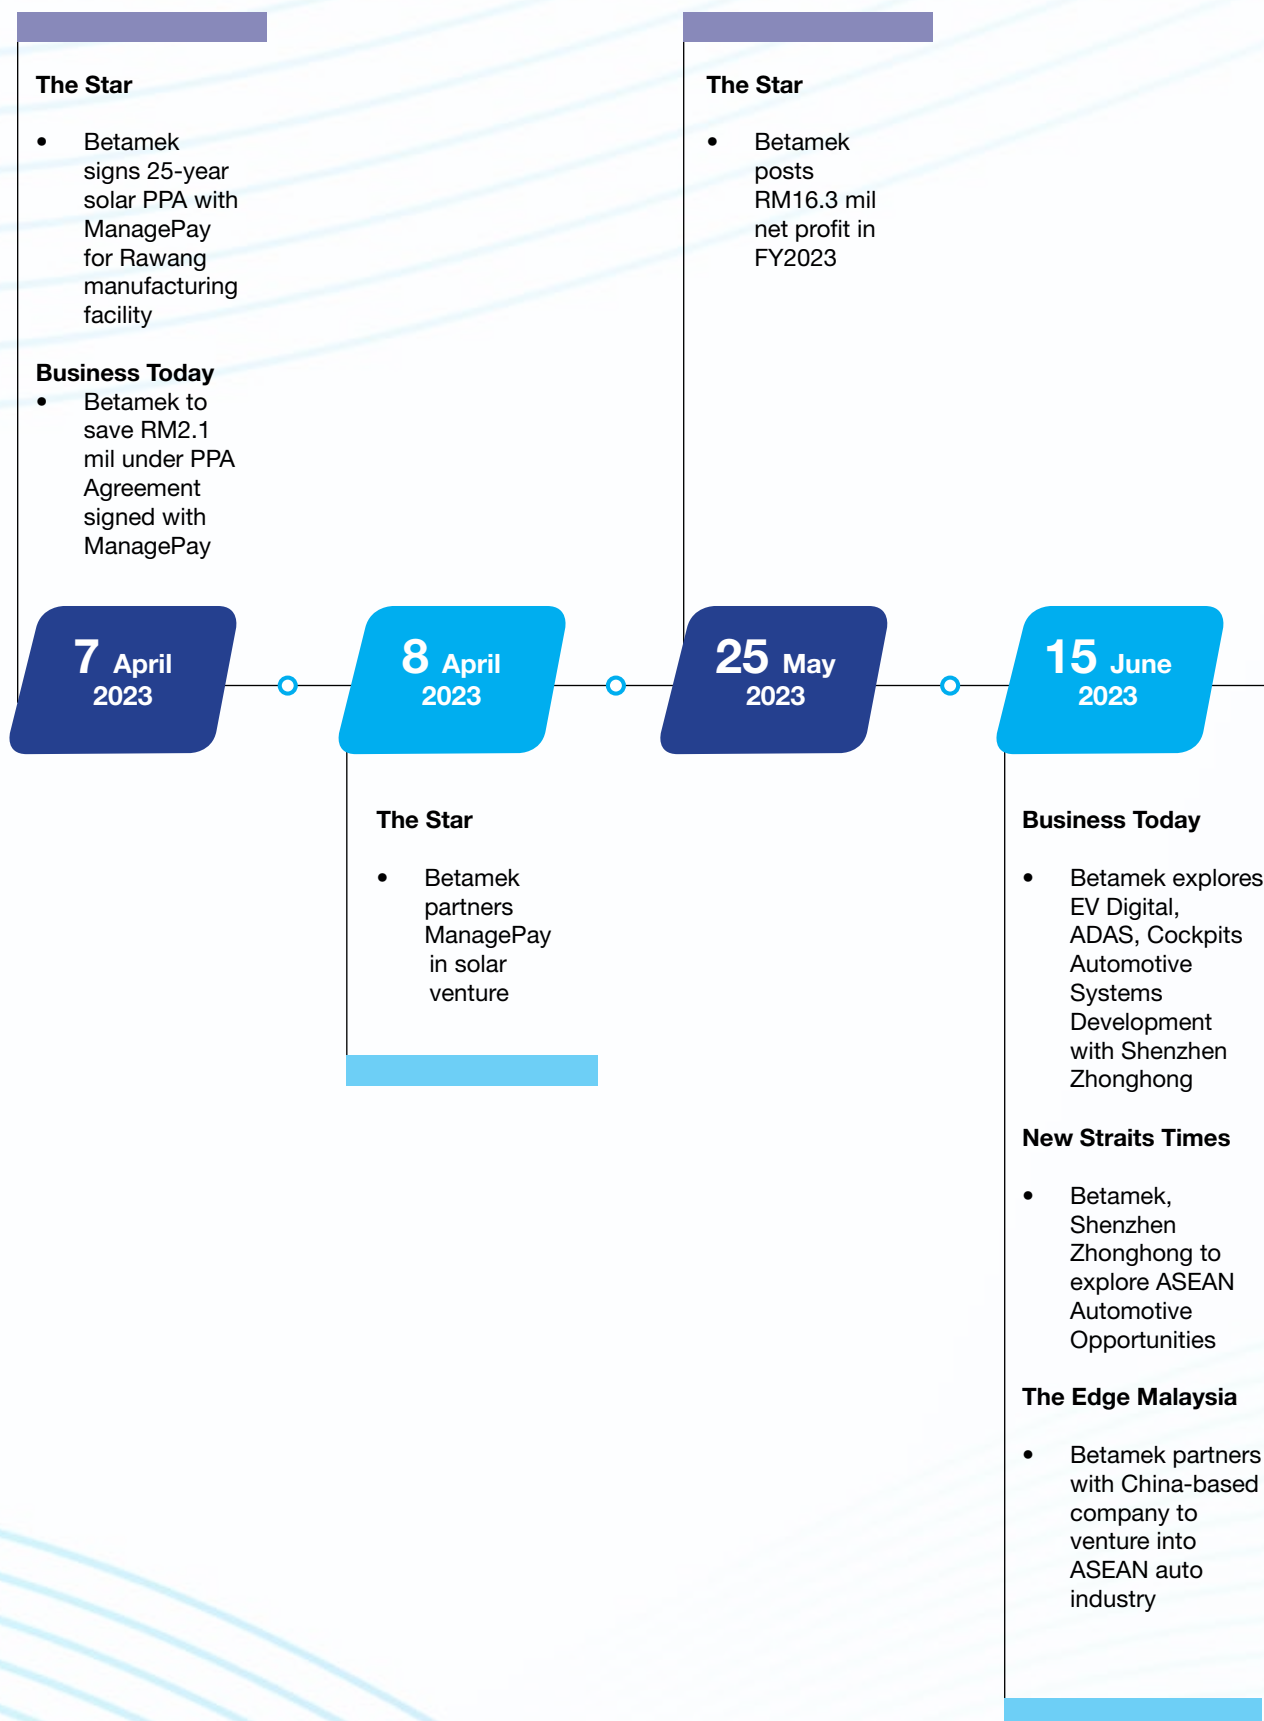 The Star
• Betamek
signs 25-year
solar PPA with
ManagePay
for Rawang
manufacturing
facility
Business Today
• Betamek to
save RM2.1
mil under PPA
Agreement
signed with
ManagePay
7 April
2023
8 April
2023
The Star
• Betamek
partners
ManagePay
in solar
venture
The Star
• Betamek
posts
RM16.3 mil
net profit in
FY2023
25 May
2023
15 June
2023
Business Today
• Betamek explores
EV Digital,
ADAS, Cockpits
Automotive
Systems
Development
with Shenzhen
Zhonghong
New Straits Times
• Betamek,
Shenzhen
Zhonghong to
explore ASEAN
Automotive
Opportunities
The Edge Malaysia
• Betamek partners
with China-based
company to
venture into
ASEAN auto
industry